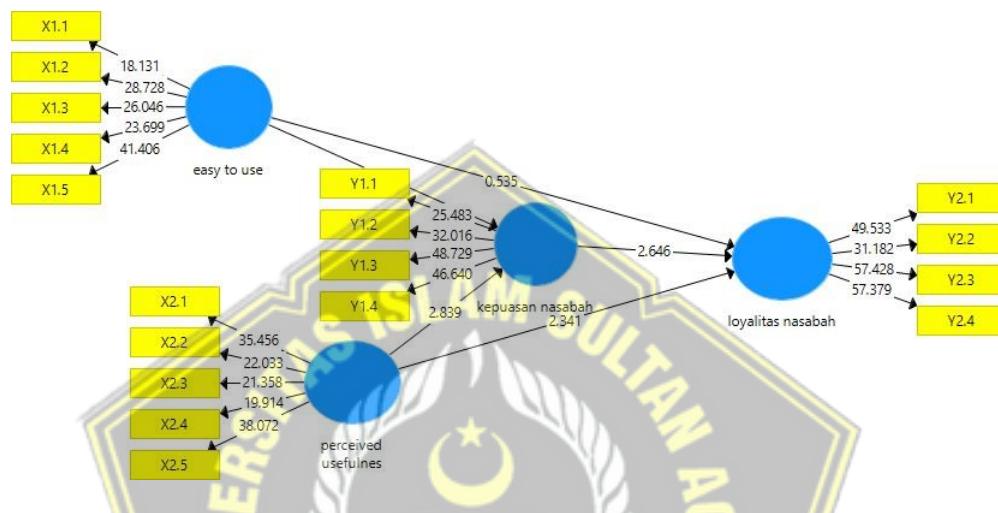 X1.1
X1.2
X1.3
X1.4
X1.5
18.131
28.728
26.046
23.699
41.406
easy to use
0.535
Y1.1
Y1.2
Y1.3
Y1.4
25.483
32.016
48.729
46.640
kepuasan nasabah
2.646
2.839
2.341
loyalitas nasabah
49.533
31.182
57.428
57.379
Y2.1
Y2.2
Y2.3
Y2.4
X2.1
X2.2
X2.3
X2.4
X2.5
35.456
22.033
21.358
19.914
38.072
perceived
usefulnes
ERSITAS ISLAM SULTAN AG